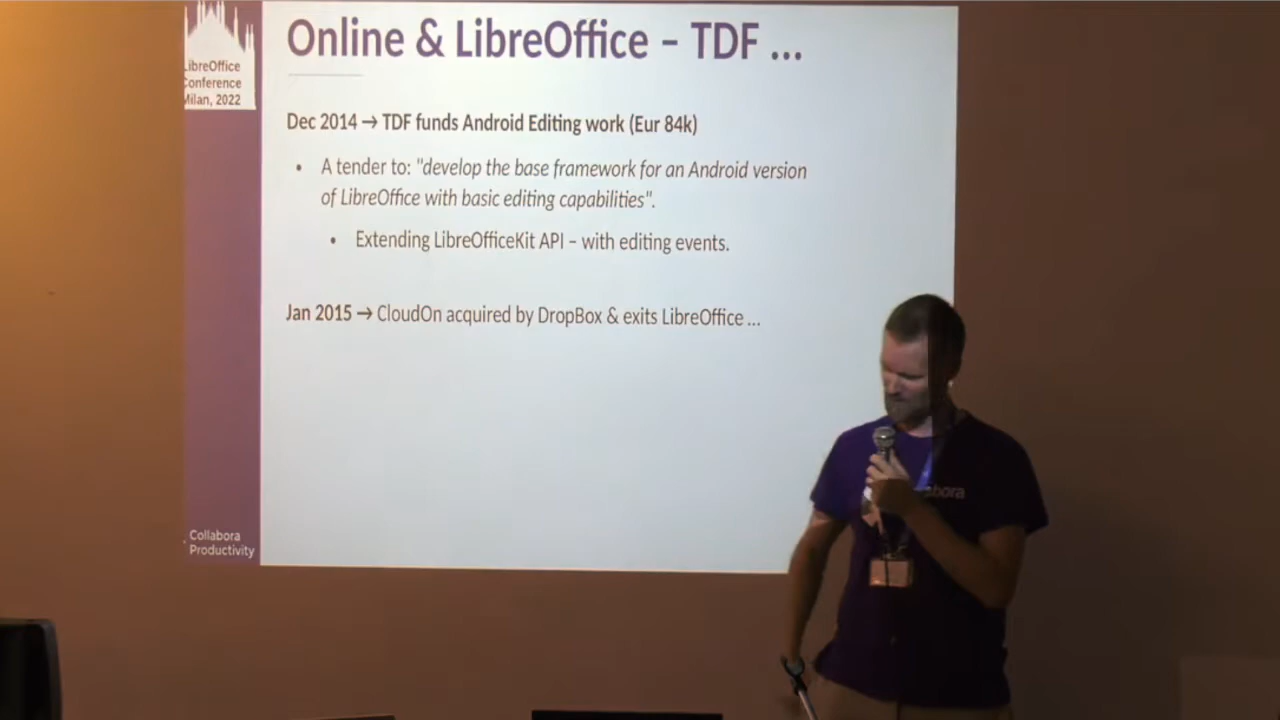 Online & LibreOffice – TDF ...
LibreOffice
Conference
Milan, 2022
Dec 2014 → TDF funds Android Editing work (Eur 84k)
• A tender to: "develop the base framework for an Android version
of LibreOffice with basic editing capabilities".
• Extending LibreOfficeKit API – with editing events.
Jan 2015 → CloudOn acquired by DropBox & exits LibreOffice ...
bora
Collabora
Productivity